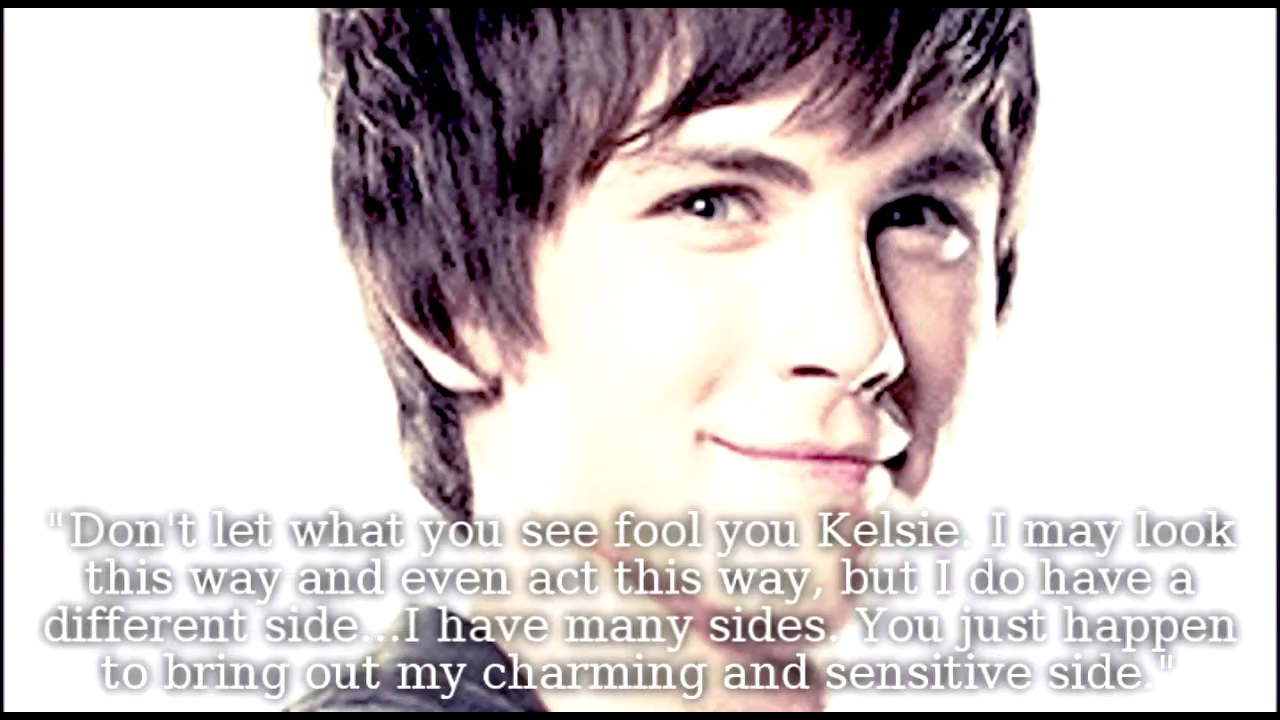 "Don't let what you see fool you Kelsie. I may look
this way and even act this way, but I do have a
different side...I have many sides. You just happen
to bring out my charming and sensitive side."